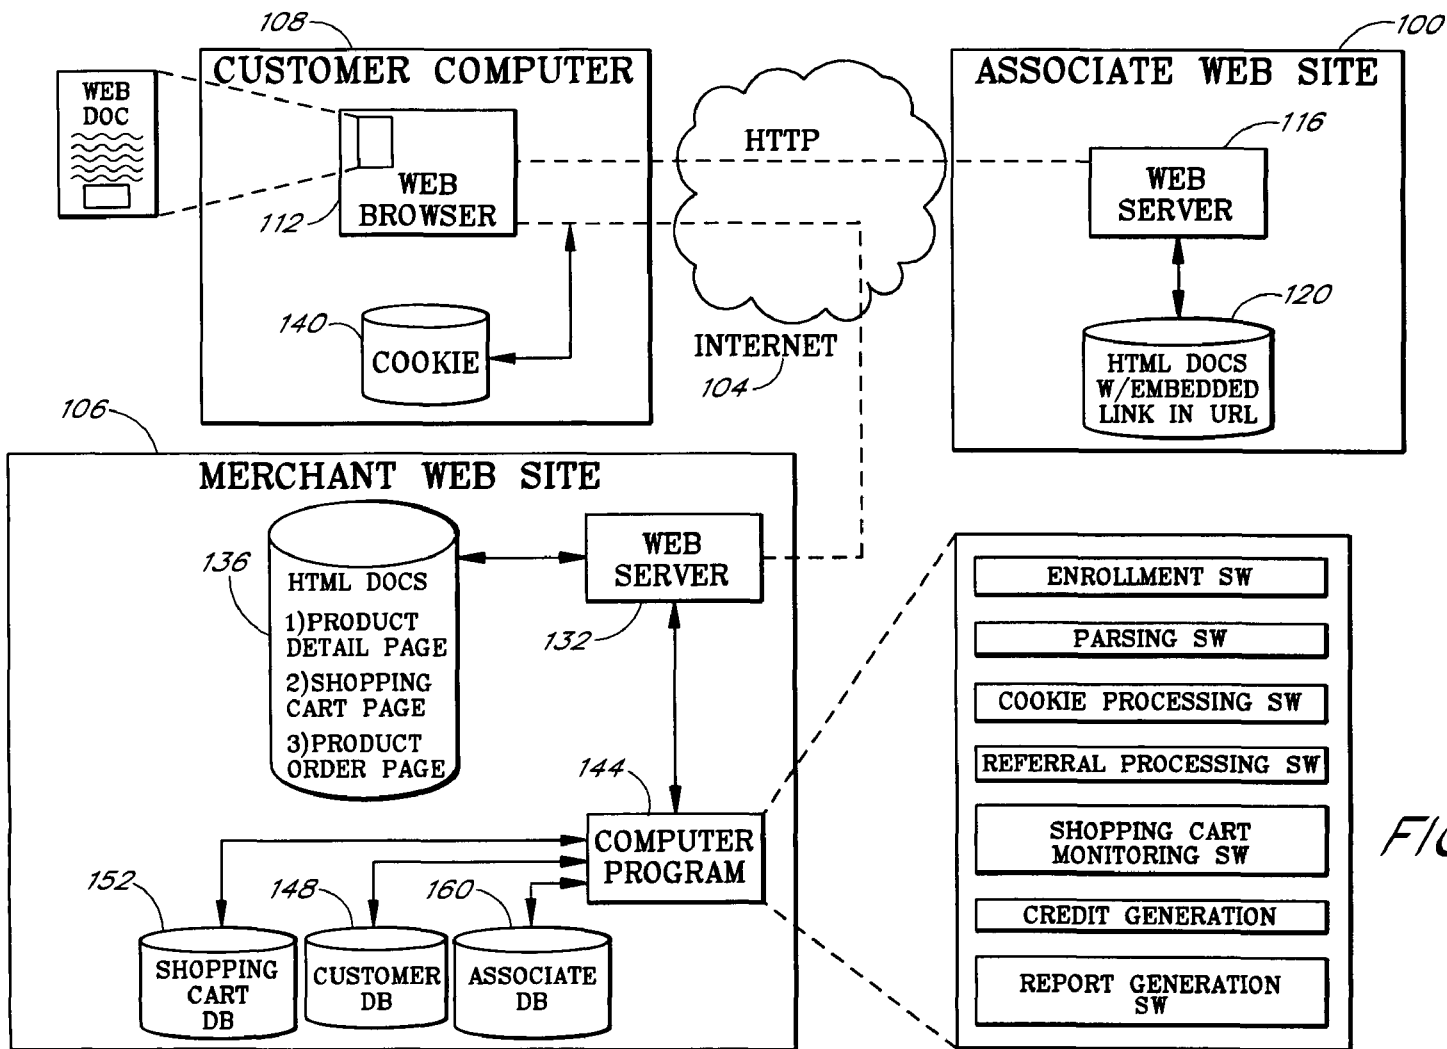 108
100
CUSTOMER COMPUTER
ASSOCIATE WEB SITE
WEB
DOC
HTTP
116
WEB
BROWSER
112
WEB
SERVER
140
COOKIE
INTERNET
104
120
HTML DOCS
W/EMBEDDED
LINK IN URL
106
MERCHANT WEB SITE
136
HTML DOCS
1)PRODUCT
DETAIL PAGE
2)SHOPPING
CART PAGE
3)PRODUCT
ORDER PAGE
WEB
SERVER
132
144
COMPUTER
PROGRAM
152
SHOPPING
CART
DB
148
CUSTOMER
DB
160
ASSOCIATE
DB
ENROLLMENT SW
PARSING SW
COOKIE PROCESSING SW
REFERRAL PROCESSING SW
SHOPPING CART
MONITORING SW
CREDIT GENERATION
REPORT GENERATION
SW